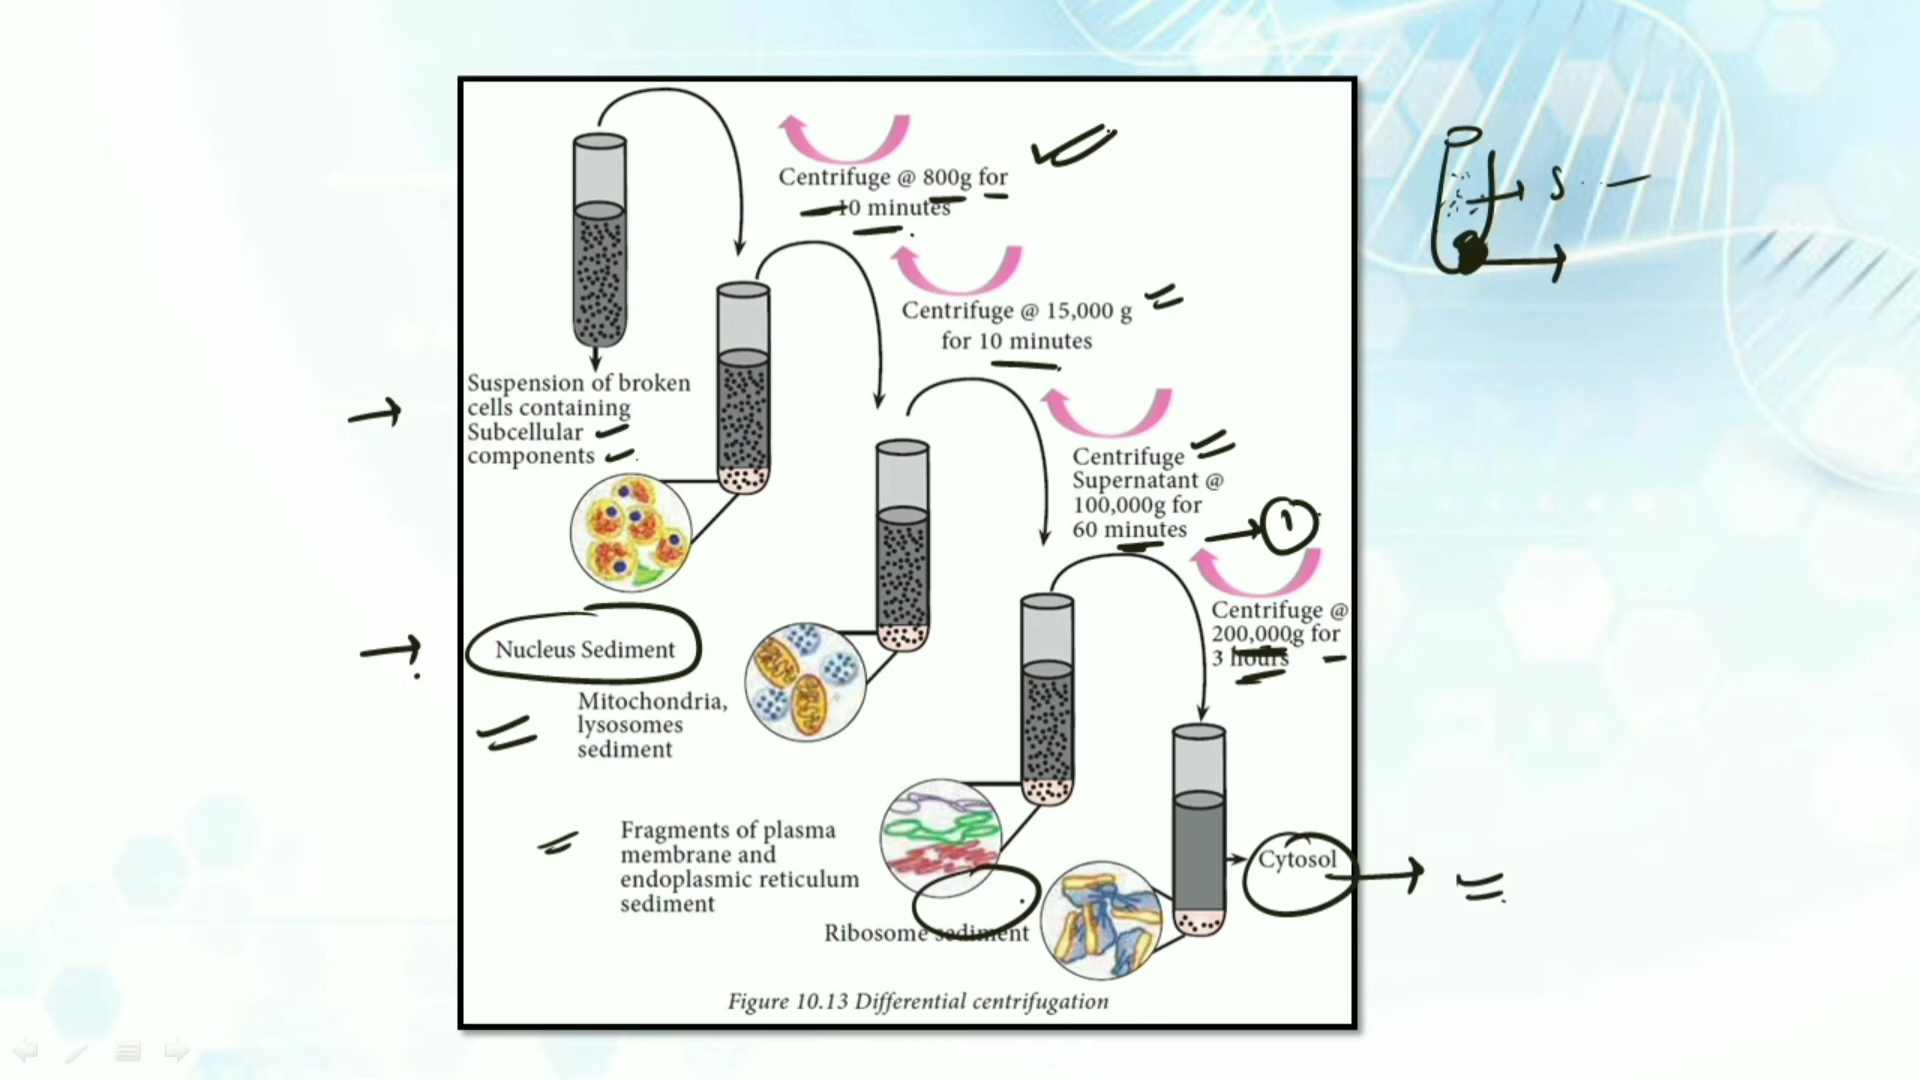 Centrifuge @ 800g for
10 minutes
Centrifuge @ 15,000 g
for 10 minutes
Suspension of broken
cells containing
Subcellular
components
Centrifuge
Supernatant @
100,000g for
60 minutes
1
Centrifuge @
200,000g for
3 hours
Nucleus Sediment
Mitochondria,
lysosomes
sediment
Fragments of plasma
membrane and
endoplasmic reticulum
sediment
Cytosol
Ribosome sediment
Figure 10.13 Differential centrifugation
S